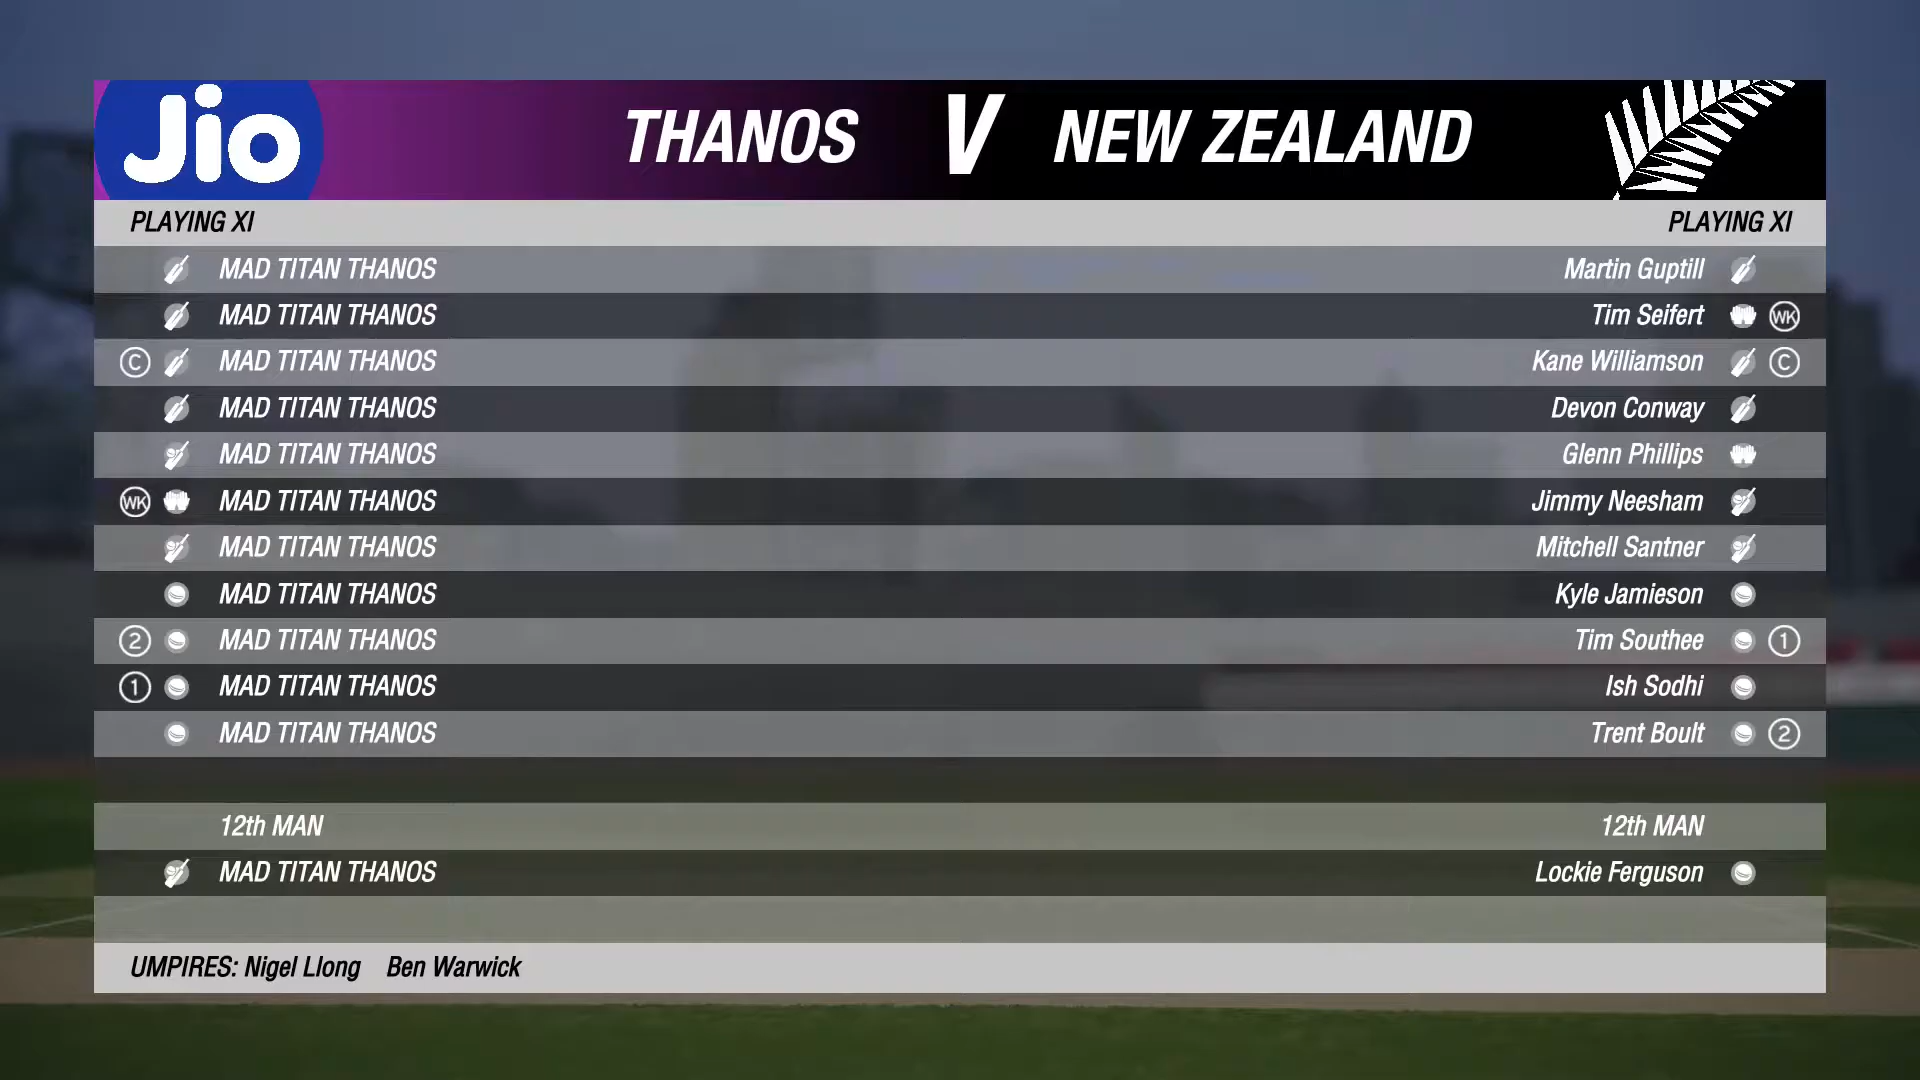 Jio THANOS V NEW ZEALAND
PLAYING XI PLAYING XI
MAD TITAN THANOS Martin Guptill
MAD TITAN THANOS Tim Seifert WK
C MAD TITAN THANOS Kane Williamson C
MAD TITAN THANOS Devon Conway
MAD TITAN THANOS Glenn Phillips
WK MAD TITAN THANOS Jimmy Neesham
MAD TITAN THANOS Mitchell Santner
MAD TITAN THANOS Kyle Jamieson
2 MAD TITAN THANOS Tim Southee 1
1 MAD TITAN THANOS Ish Sodhi
MAD TITAN THANOS Trent Boult 2
12th MAN 12th MAN
MAD TITAN THANOS Lockie Ferguson
UMPIRES: Nigel Llong Ben Warwick